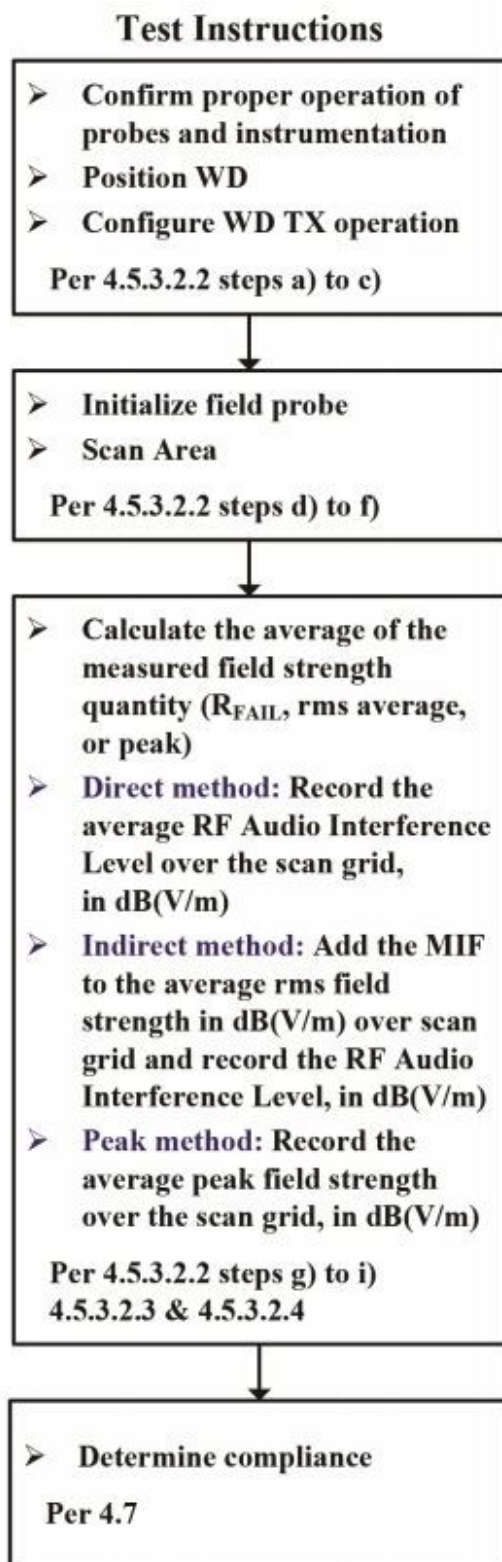 Test Instructions
➢ Confirm proper operation of
probes and instrumentation
➢ Position WD
➢ Configure WD TX operation
Per 4.5.3.2.2 steps a) to c)
➢ Initialize field probe
➢ Scan Area
Per 4.5.3.2.2 steps d) to f)
➢ Calculate the average of the
measured field strength
quantity (R_FAIL, rms average,
or peak)
➢ Direct method: Record the
average RF Audio Interference
Level over the scan grid,
in dB(V/m)
➢ Indirect method: Add the MIF
to the average rms field
strength in dB(V/m) over scan
grid and record the RF Audio
Interference Level, in dB(V/m)
➢ Peak method: Record the
average peak field strength
over the scan grid, in dB(V/m)
Per 4.5.3.2.2 steps g) to i)
4.5.3.2.3 & 4.5.3.2.4
➢ Determine compliance
Per 4.7